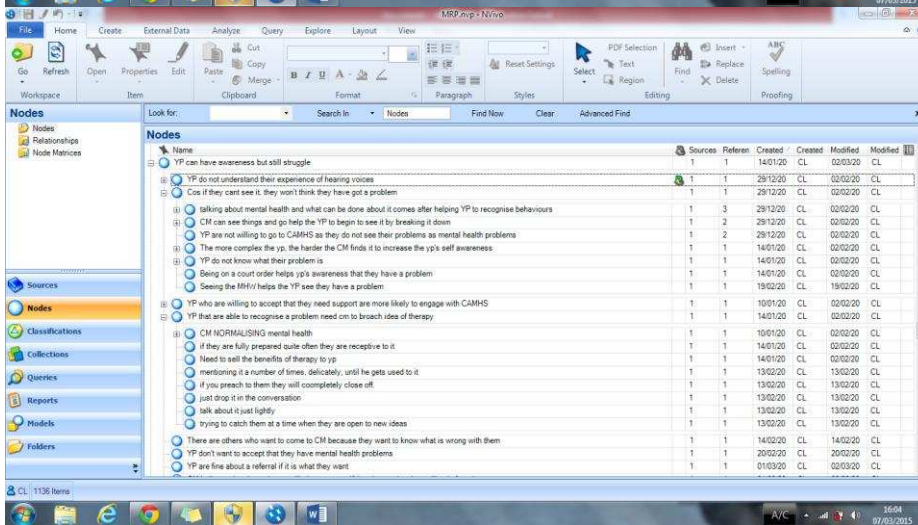 07/03/2015
MRP.nvp - NVivo
File Home Create External Data Analyze Query Explore Layout View
Go Refresh Open Properties Edit Paste Cut Copy Merge B I U A Reset Settings Select PDF Selection Text Region Find Insert Replace Delete ABC Spelling
Workspace Item Clipboard Format Paragraph Styles Editing Proofing
Nodes
Look for: Search In Nodes Find Now Clear Advanced Find
Nodes
Relationships
Node Matrices
Sources
Nodes
Classifications
Collections
Queries
Reports
Models
Folders
Nodes
Name Sources Referen Created Created Modified Modified
YP can have awareness but still struggle 1 1 14/01/20 CL 02/03/20 CL
YP do not understand their experience of hearing voices 1 1 29/12/20 CL 02/02/20 CL
Cos if they cant see it. they won't think they have got a problem 1 1 29/12/20 CL 02/02/20 CL
talking about mental health and what can be done about it comes after helping YP to recognise behaviours 1 3 29/12/20 CL 02/02/20 CL
CM can see things and go help the YP to begin to see it by breaking it down 1 2 29/12/20 CL 02/02/20 CL
YP are not willing to go to CAMHS as they do not see their problems as mental health problems 1 2 29/12/20 CL 02/02/20 CL
The more complex the yp, the harder the CM finds it to increase the yp's self awareness 1 1 14/01/20 CL 02/02/20 CL
YP do not know what their problem is 1 1 14/01/20 CL 02/02/20 CL
Being on a court order helps yp's awareness that they have a problem 1 1 14/01/20 CL 02/02/20 CL
Seeing the MHW helps the YP see they have a problem 1 1 19/02/20 CL 19/02/20 CL
YP who are willing to accept that they need support are more likely to engage with CAMHS 1 1 10/01/20 CL 02/02/20 CL
YP that are able to recognise a problem need cm to broach idea of therapy 1 1 14/01/20 CL 02/02/20 CL
CM NORMALISING mental health 1 1 10/01/20 CL 02/02/20 CL
if they are fully prepared quite often they are receptive to it 1 1 14/01/20 CL 02/02/20 CL
Need to sell the beneifits of therapy to yp 1 1 14/01/20 CL 02/02/20 CL
mentioning it a number of times, delicately, until he gets used to it 1 1 13/02/20 CL 13/02/20 CL
if you preach to them they will coompletely close off. 1 1 13/02/20 CL 13/02/20 CL
just drop it in the conversation 1 1 13/02/20 CL 13/02/20 CL
talk about it just lightly 1 1 13/02/20 CL 13/02/20 CL
trying to catch them at a time when they are open to new ideas 1 1 13/02/20 CL 13/02/20 CL
There are others who want to come to CM because they want to know what is wrong with them 1 1 14/02/20 CL 14/02/20 CL
YP don't want to accept that they have mental health problems 1 1 20/02/20 CL 20/02/20 CL
YP are fine about a referral if it is what they want 1 1 01/03/20 CL 02/03/20 CL
CL 1136 Items
A/C 16:04
07/03/2015